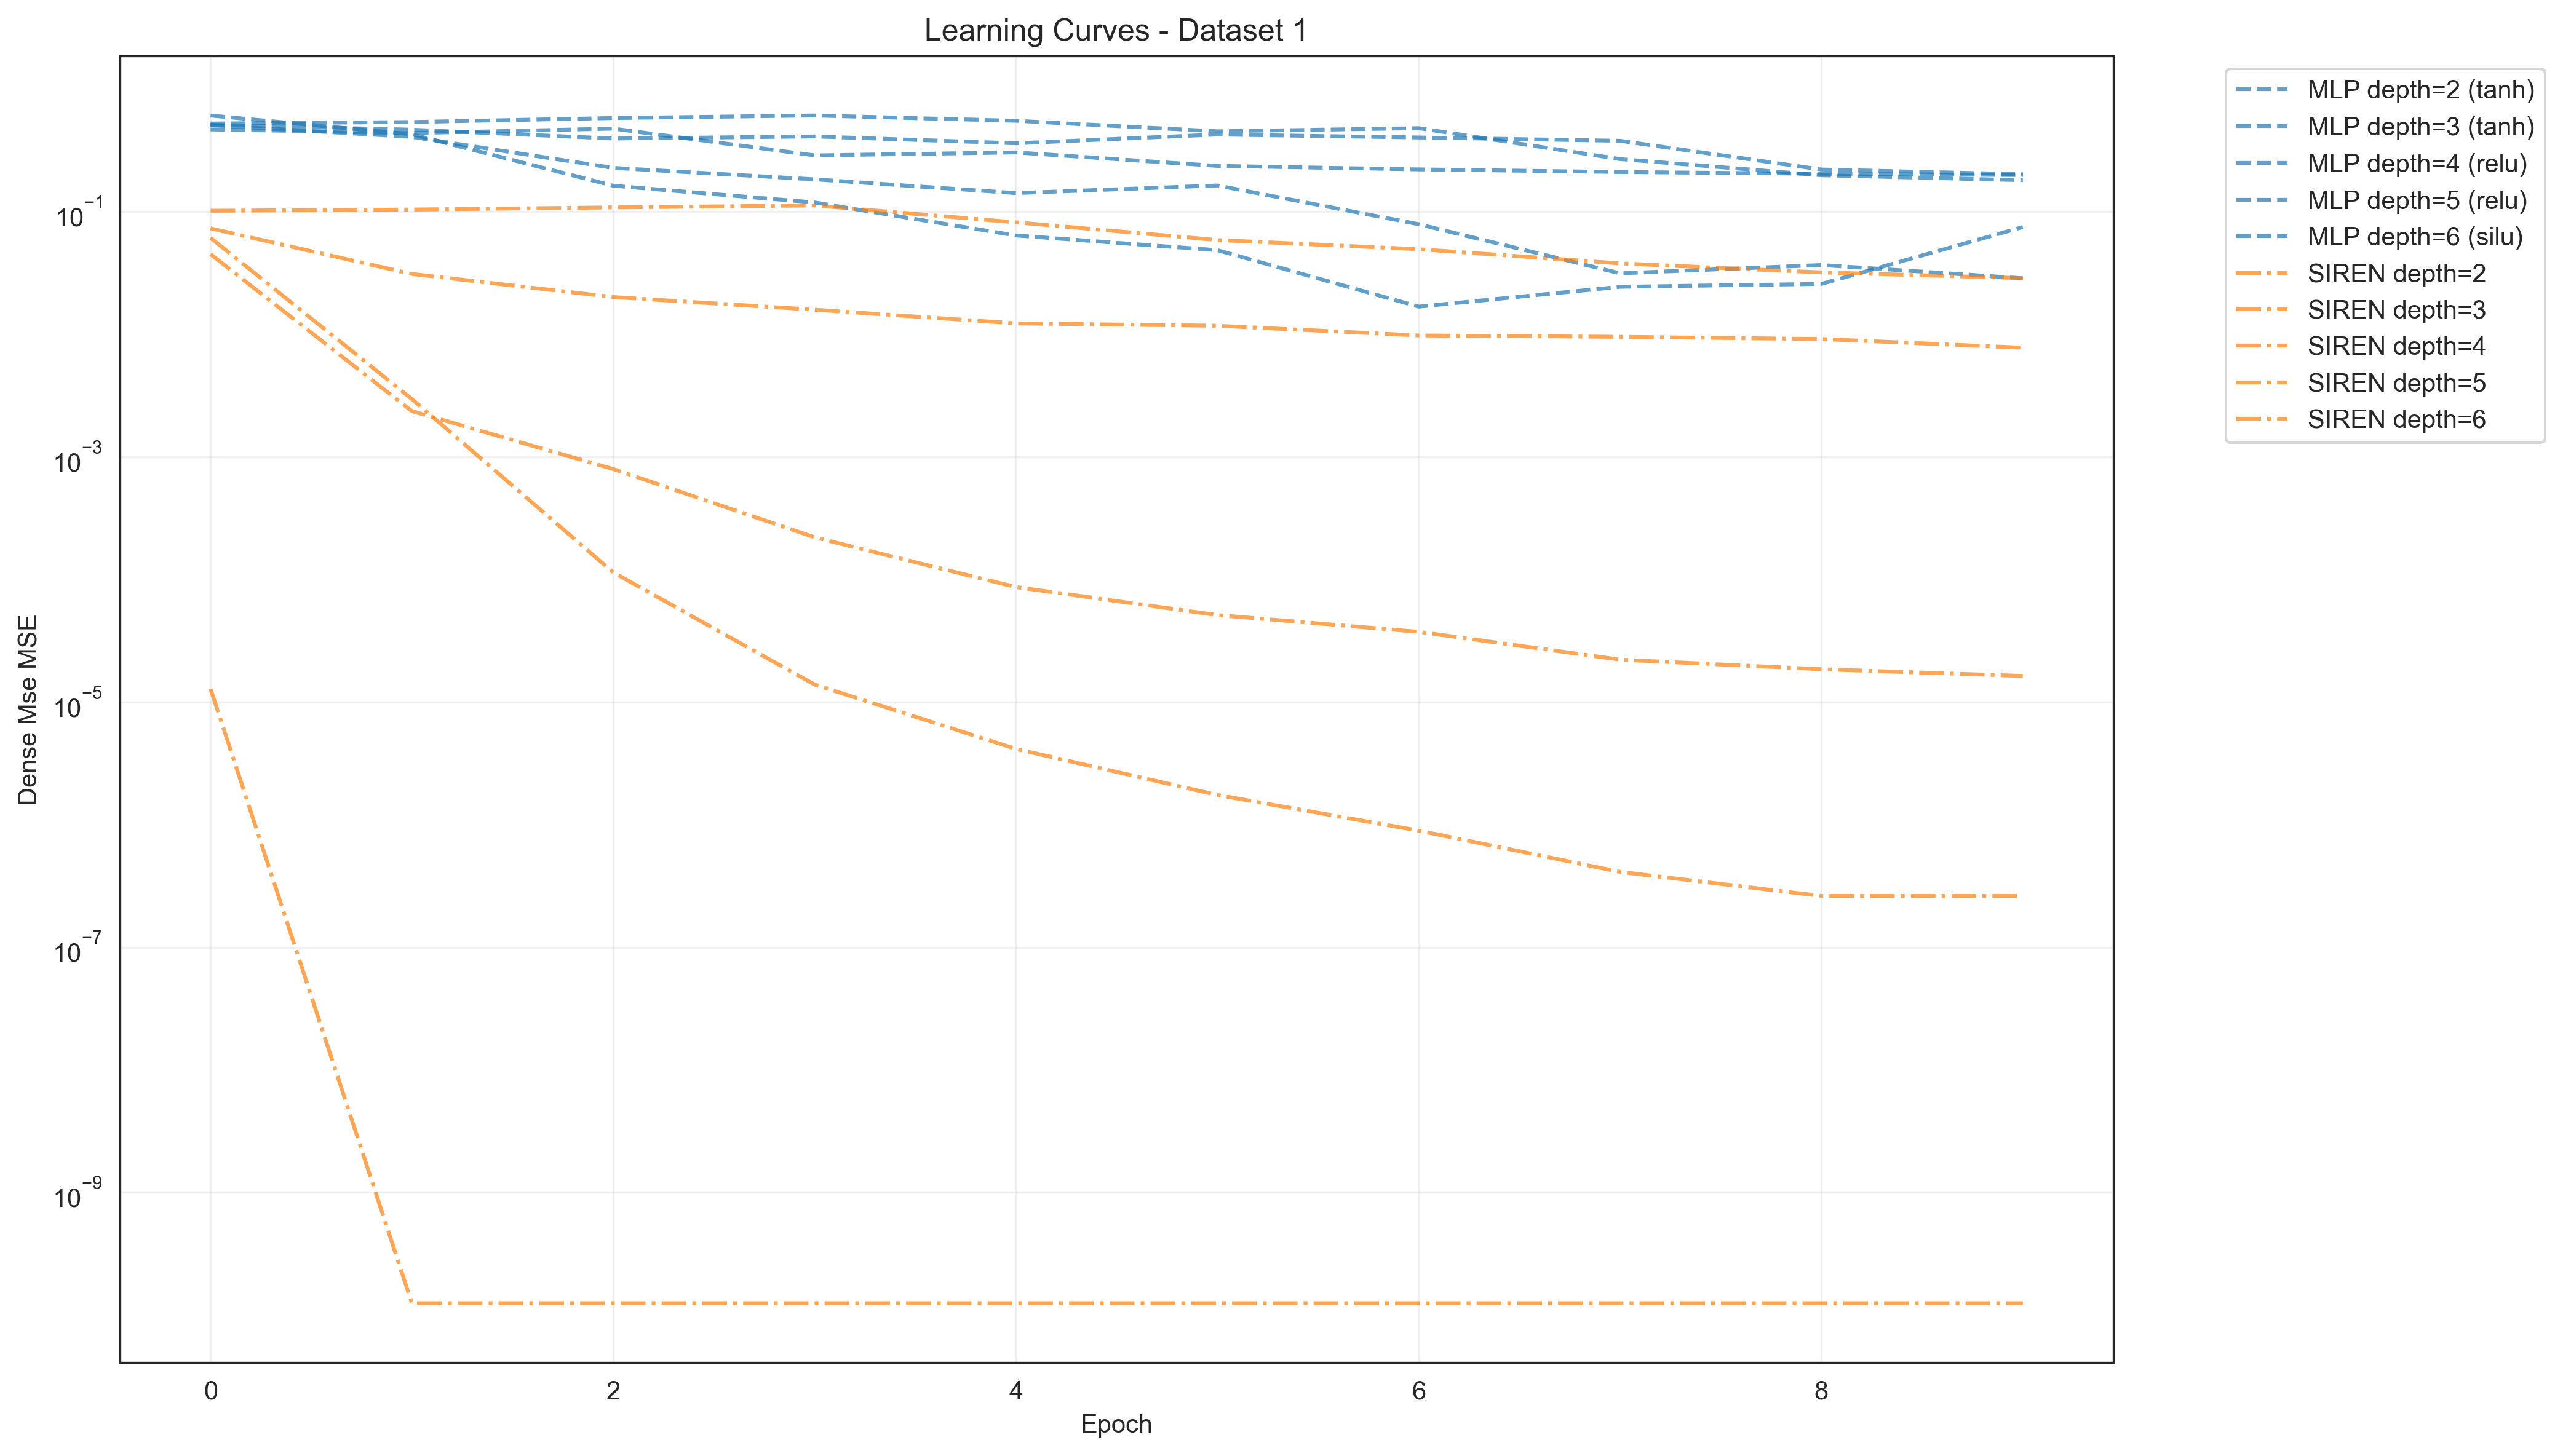 Learning Curves - Dataset 1
MLP depth=2 (tanh)
MLP depth=3 (tanh)
MLP depth=4 (relu)
MLP depth=5 (relu)
MLP depth=6 (silu)
SIREN depth=2
SIREN depth=3
SIREN depth=4
SIREN depth=5
SIREN depth=6
Dense Mse MSE
10⁻¹
10⁻³
10⁻⁵
10⁻⁷
10⁻⁹
0 2 4 6 8
Epoch